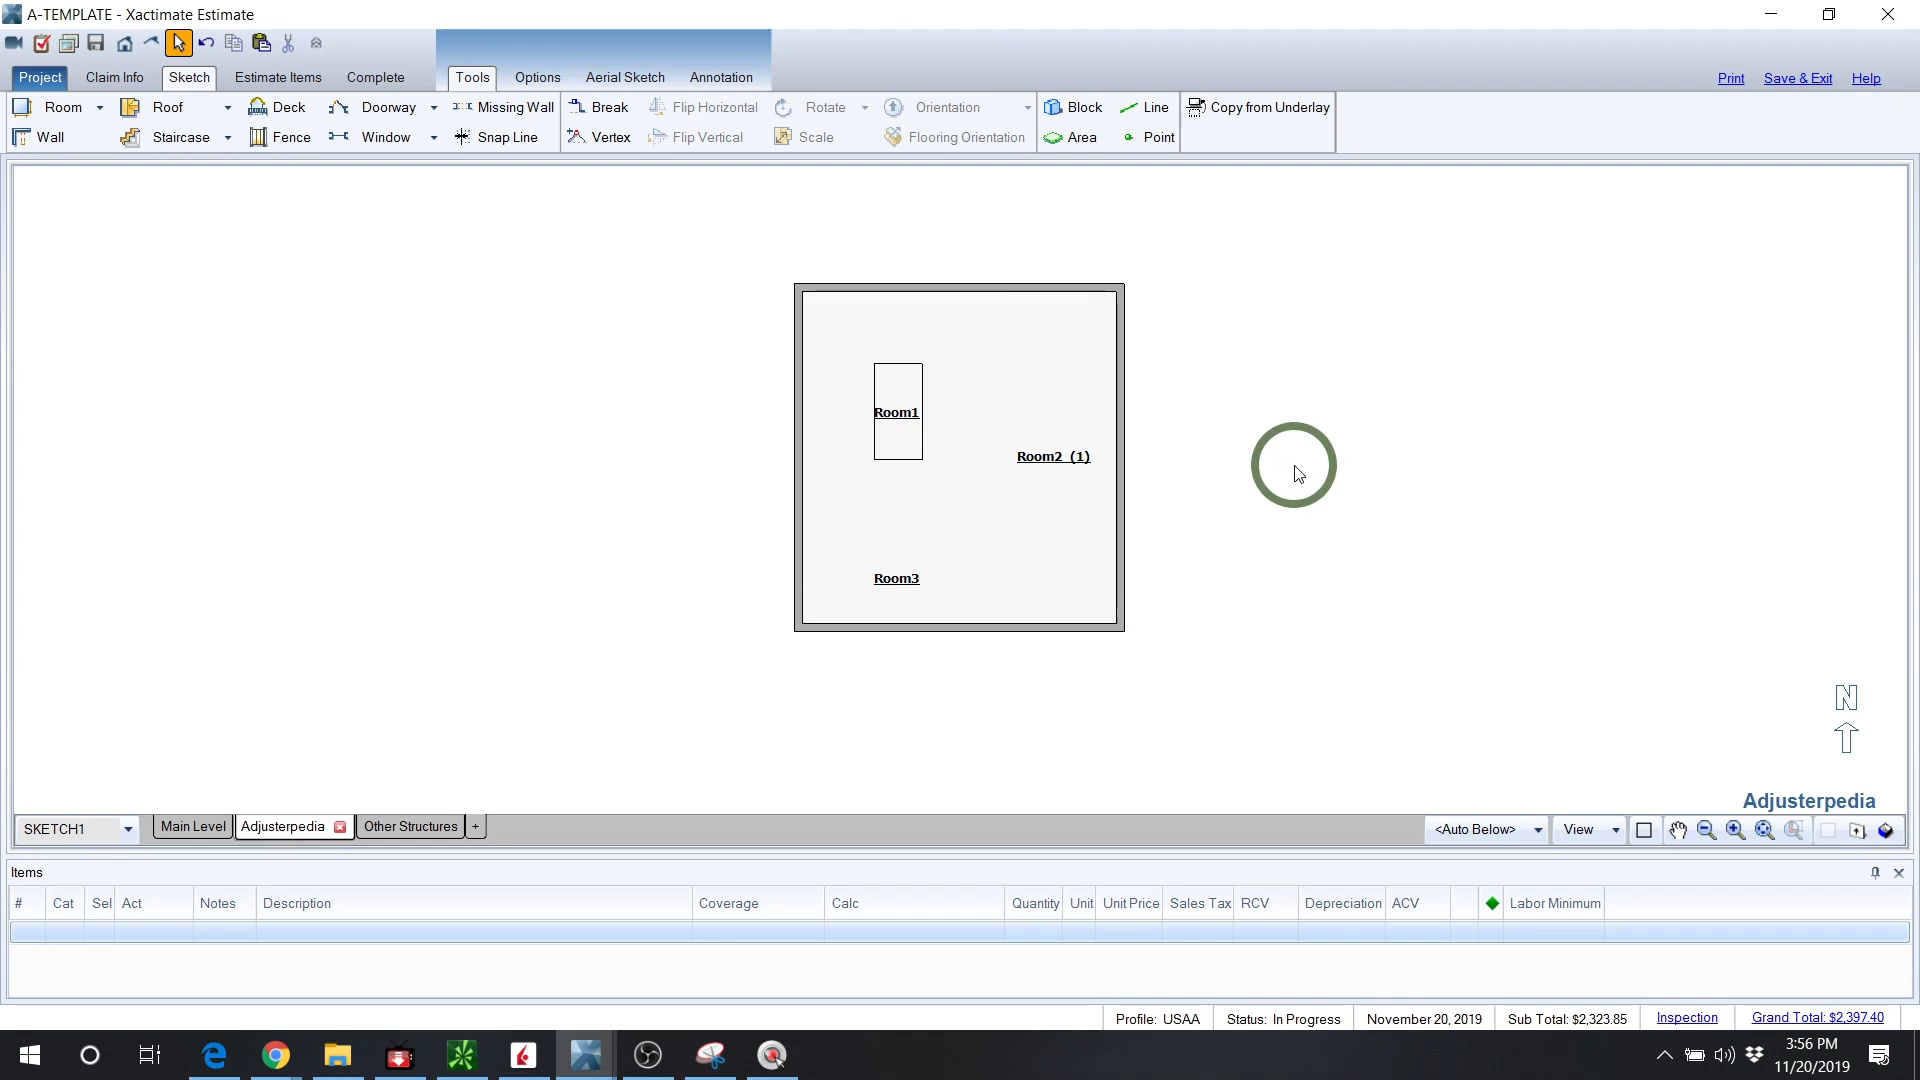 A-TEMPLATE - Xactimate Estimate
Project Claim Info Sketch Estimate Items Complete Tools Options Aerial Sketch Annotation Print Save & Exit Help
Room Roof Deck Doorway Missing Wall Break Flip Horizontal Rotate Orientation Block Line Copy from Underlay
Wall Staircase Fence Window Snap Line Vertex Flip Vertical Scale Flooring Orientation Area Point
Room1
Room2 (1)
Room3
N
Adjusterpedia
SKETCH1 Main Level Adjusterpedia Other Structures + <Auto Below> View
Items
# Cat Sel Act Notes Description Coverage Calc Quantity Unit Unit Price Sales Tax RCV Depreciation ACV Labor Minimum
Profile: USAA Status: In Progress November 20, 2019 Sub Total: $2,323.85 Inspection Grand Total: $2,397.40
3:56 PM
11/20/2019